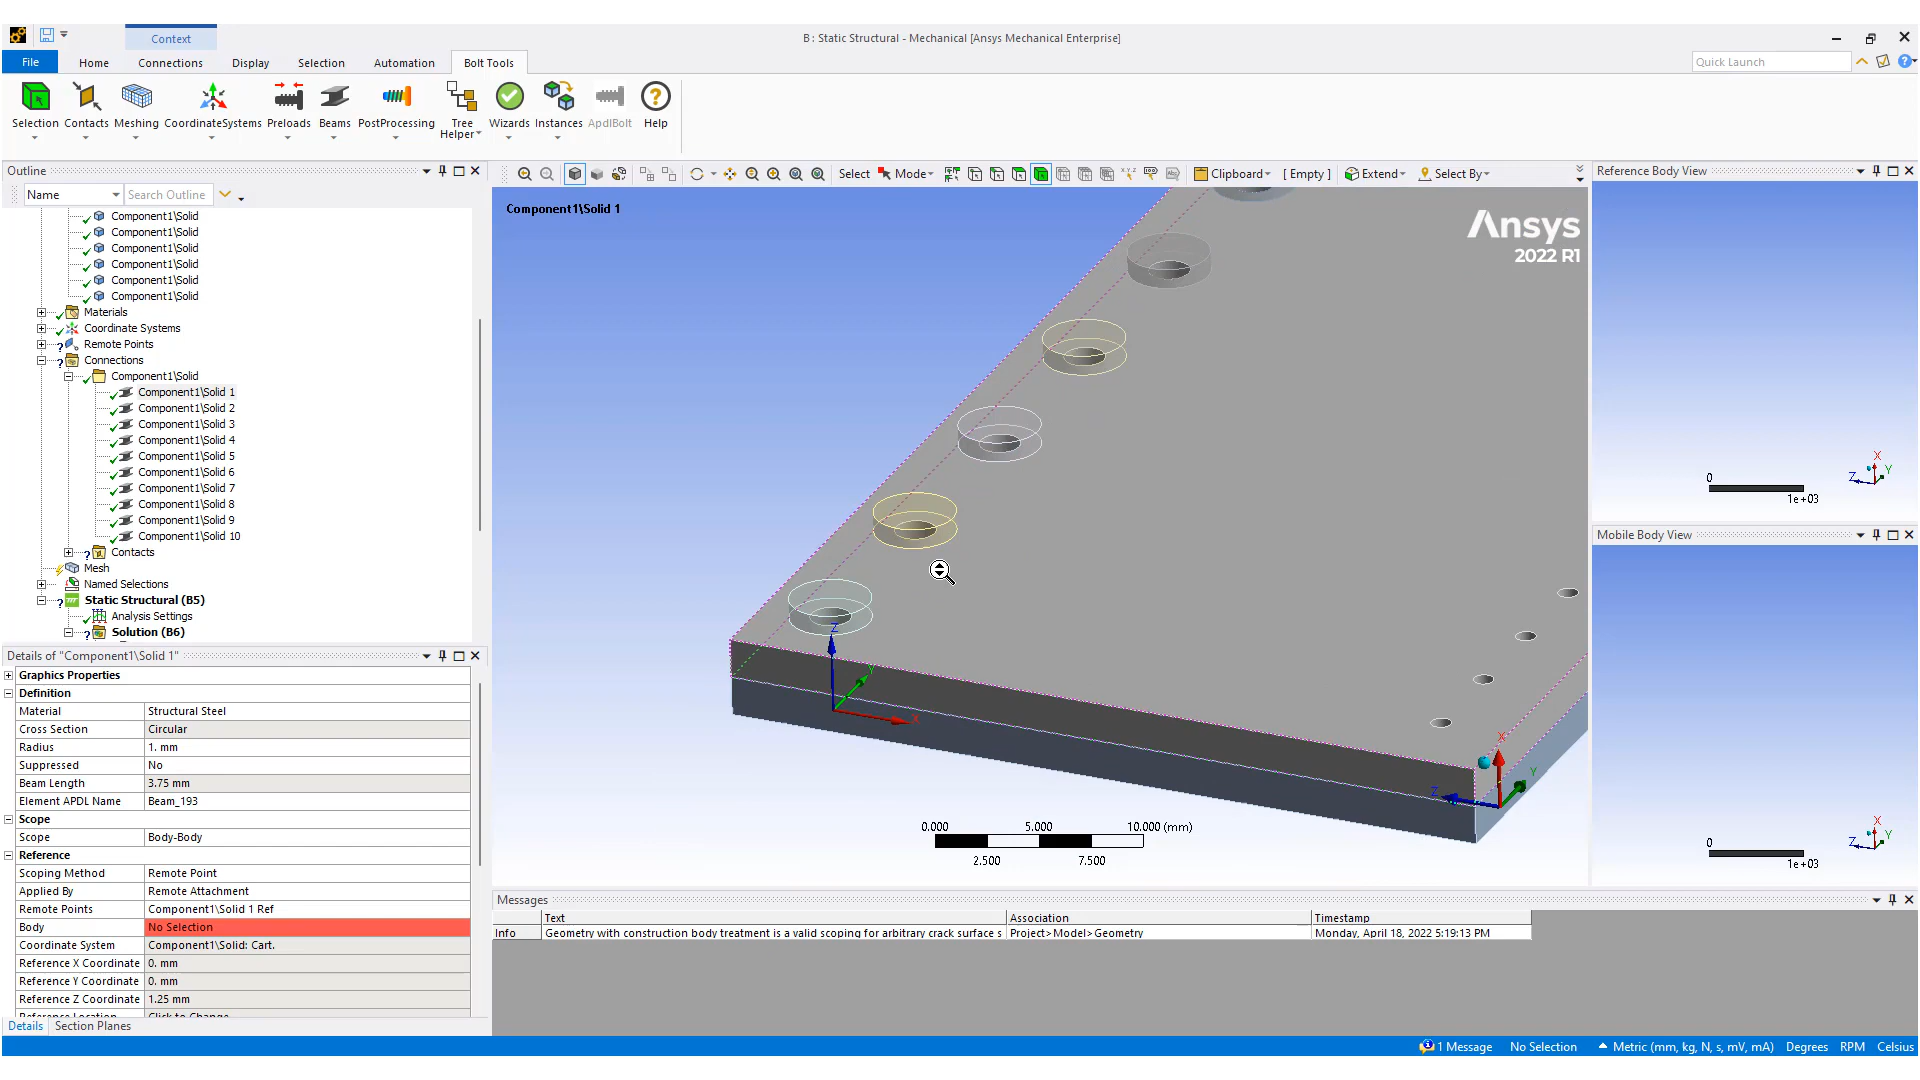 Context
B : Static Structural - Mechanical [Ansys Mechanical Enterprise]
File
Home
Connections
Display
Selection
Automation
Bolt Tools
Quick Launch
Selection
Contacts
Meshing
CoordinateSystems
Preloads
Beams
PostProcessing
Tree
Helper
Wizards
Instances
ApdlBolt
Help
Outline
Name
Search Outline
Component1\Solid
Component1\Solid
Component1\Solid
Component1\Solid
Component1\Solid
Component1\Solid
Materials
Coordinate Systems
Remote Points
Connections
Component1\Solid
Component1\Solid 1
Component1\Solid 2
Component1\Solid 3
Component1\Solid 4
Component1\Solid 5
Component1\Solid 6
Component1\Solid 7
Component1\Solid 8
Component1\Solid 9
Component1\Solid 10
Contacts
Mesh
Named Selections
Static Structural (B5)
Analysis Settings
Solution (B6)
Details of "Component1\Solid 1"
Graphics Properties
Definition
Material Structural Steel
Cross Section Circular
Radius 1. mm
Suppressed No
Beam Length 3.75 mm
Element APDL Name Beam_193
Scope
Scope Body-Body
Reference
Scoping Method Remote Point
Applied By Remote Attachment
Remote Points Component1\Solid 1 Ref
Body No Selection
Coordinate System Component1\Solid: Cart.
Reference X Coordinate 0. mm
Reference Y Coordinate 0. mm
Reference Z Coordinate 1.25 mm
Reference Location Click to Change
Details
Section Planes
Select
Mode
Clipboard
[ Empty ]
Extend
Select By
Component1\Solid 1
Ansys
2022 R1
Z
Y
X
X
Y
Z
0.000
5.000
10.000 (mm)
2.500
7.500
Reference Body View
0
1e+03
X
Y
Z
Mobile Body View
0
1e+03
X
Y
Z
Messages
Text Association Timestamp
Info Geometry with construction body treatment is a valid scoping for arbitrary crack surface s Project>Model>Geometry Monday, April 18, 2022 5:19:13 PM
1 Message
No Selection
Metric (mm, kg, N, s, mV, mA)
Degrees
RPM
Celsius